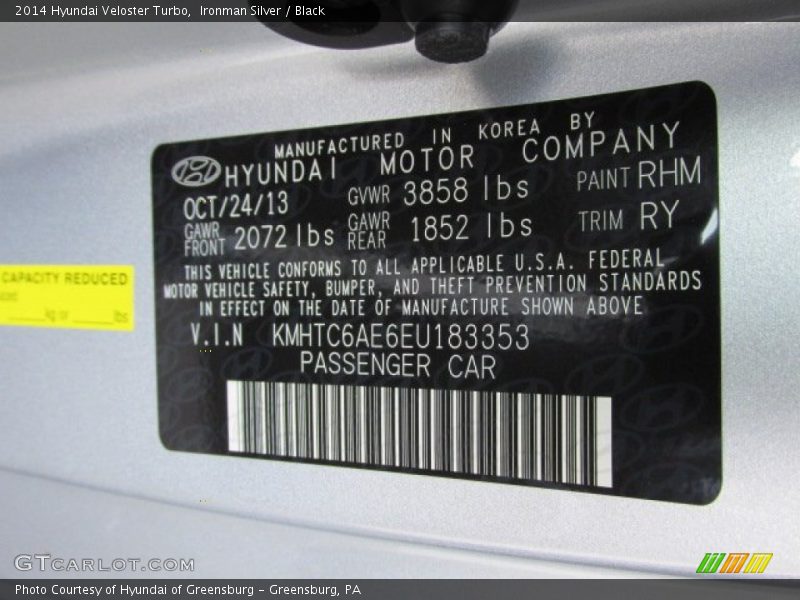 2014 Hyundai Veloster Turbo,  Ironman Silver / Black
MANUFACTURED IN KOREA BY
HYUNDAI MOTOR COMPANY
OCT/24/13 GVWR 3858 lbs PAINT RHM
GAWR FRONT 2072 lbs GAWR REAR 1852 lbs TRIM RY
THIS VEHICLE CONFORMS TO ALL APPLICABLE U.S.A. FEDERAL
MOTOR VEHICLE SAFETY, BUMPER, AND THEFT PREVENTION STANDARDS
IN EFFECT ON THE DATE OF MANUFACTURE SHOWN ABOVE
V.I.N KMHTC6AE6EU183353
PASSENGER CAR
CAPACITY REDUCED
kg or lbs
GTCARLOT.COM
Photo Courtesy of Hyundai of Greensburg - Greensburg, PA